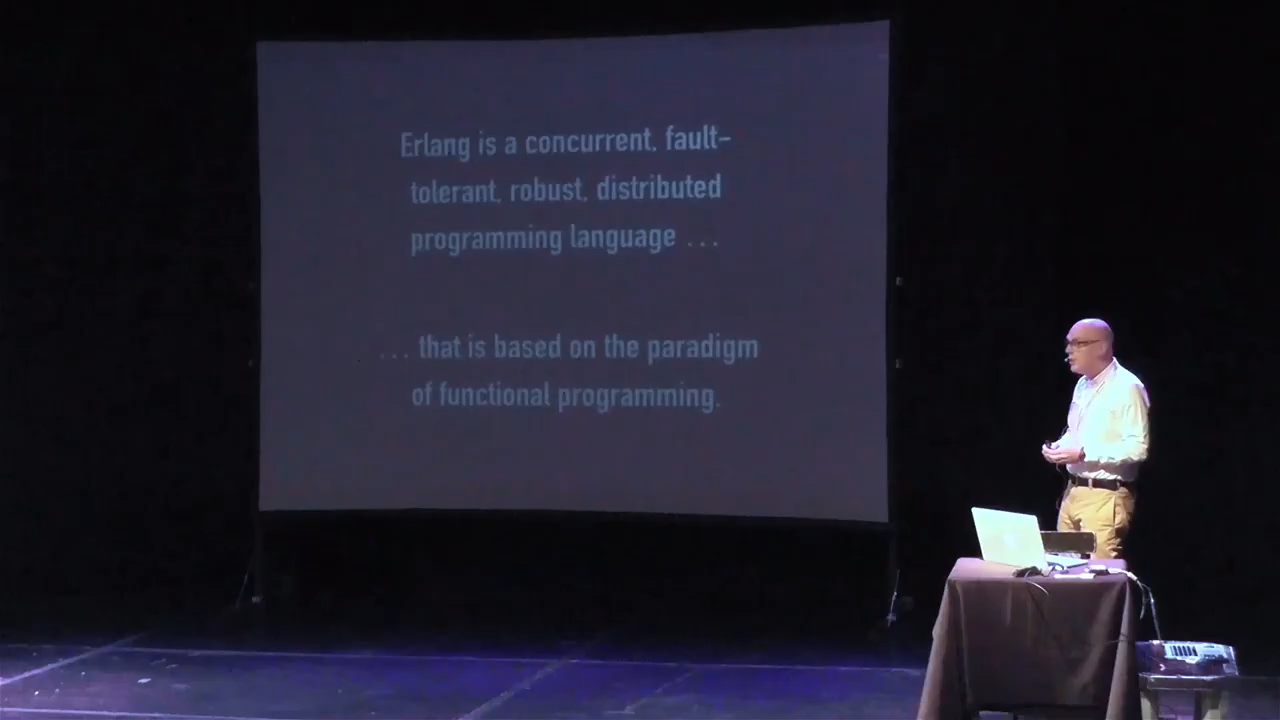 Erlang is a concurrent, fault-
tolerant, robust, distributed
programming language ...
... that is based on the paradigm
of functional programming.